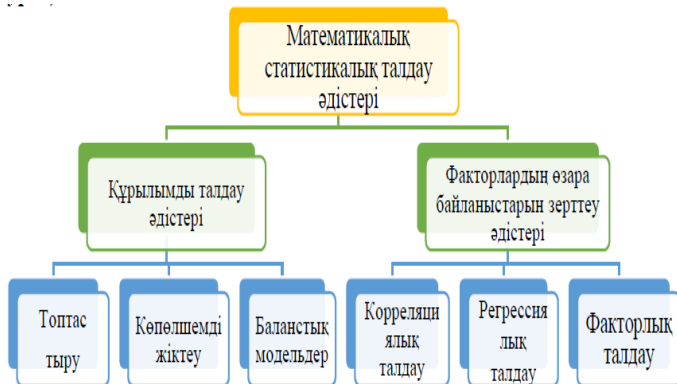 Математикалық
статистикалық талдау
әдістері
Құрылымды талдау
әдістері
Факторлардың өзара
байланыстарын зерттеу
әдістері
Топтас
тыру
Көпөлшемді
жіктеу
Баланстық
модельдер
Корреляци
ялық
талдау
Регрессия
лық
талдау
Факторлық
талдау